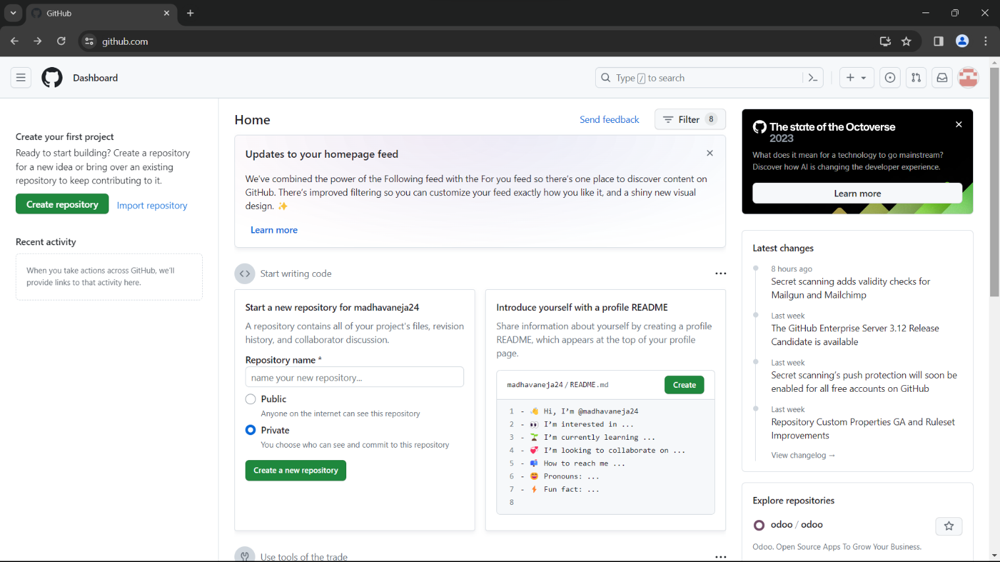 GitHub
github.com
Dashboard
Type / to search
Create your first project
Ready to start building? Create a repository
for a new idea or bring over an existing
repository to keep contributing to it.
Create repository
Import repository
Recent activity
When you take actions across GitHub, we'll
provide links to that activity here.
Home
Send feedback
Filter 8
Updates to your homepage feed
We've combined the power of the Following feed with the For you feed so there's one place to discover content on
GitHub. There's improved filtering so you can customize your feed exactly how you like it, and a shiny new visual
design. ✨
Learn more
Start writing code
Start a new repository for madhavaneja24
A repository contains all of your project's files, revision
history, and collaborator discussion.
Repository name *
name your new repository...
Public
Anyone on the internet can see this repository
Private
You choose who can see and commit to this repository
Create a new repository
Introduce yourself with a profile README
Share information about yourself by creating a profile
README, which appears at the top of your profile
page.
madhavaneja24 / README.md
Create
1 - 👋 Hi, I'm @madhavaneja24
2 - 👀 I'm interested in ...
3 - 🌱 I'm currently learning ...
4 - 💞️ I'm looking to collaborate on ...
5 - 📫 How to reach me ...
6 - 😄 Pronouns: ...
7 - ⚡ Fun fact: ...
8
Use tools of the trade
The state of the Octoverse
2023
What does it mean for a technology to go mainstream?
Discover how AI is changing the developer experience.
Learn more
Latest changes
8 hours ago
Secret scanning adds validity checks for
Mailgun and Mailchimp
Last week
The GitHub Enterprise Server 3.12 Release
Candidate is available
Last week
Secret scanning's push protection will soon be
enabled for all free accounts on GitHub
Last week
Repository Custom Properties GA and Ruleset
Improvements
View changelog →
Explore repositories
odoo / odoo
Odoo. Open Source Apps To Grow Your Business.